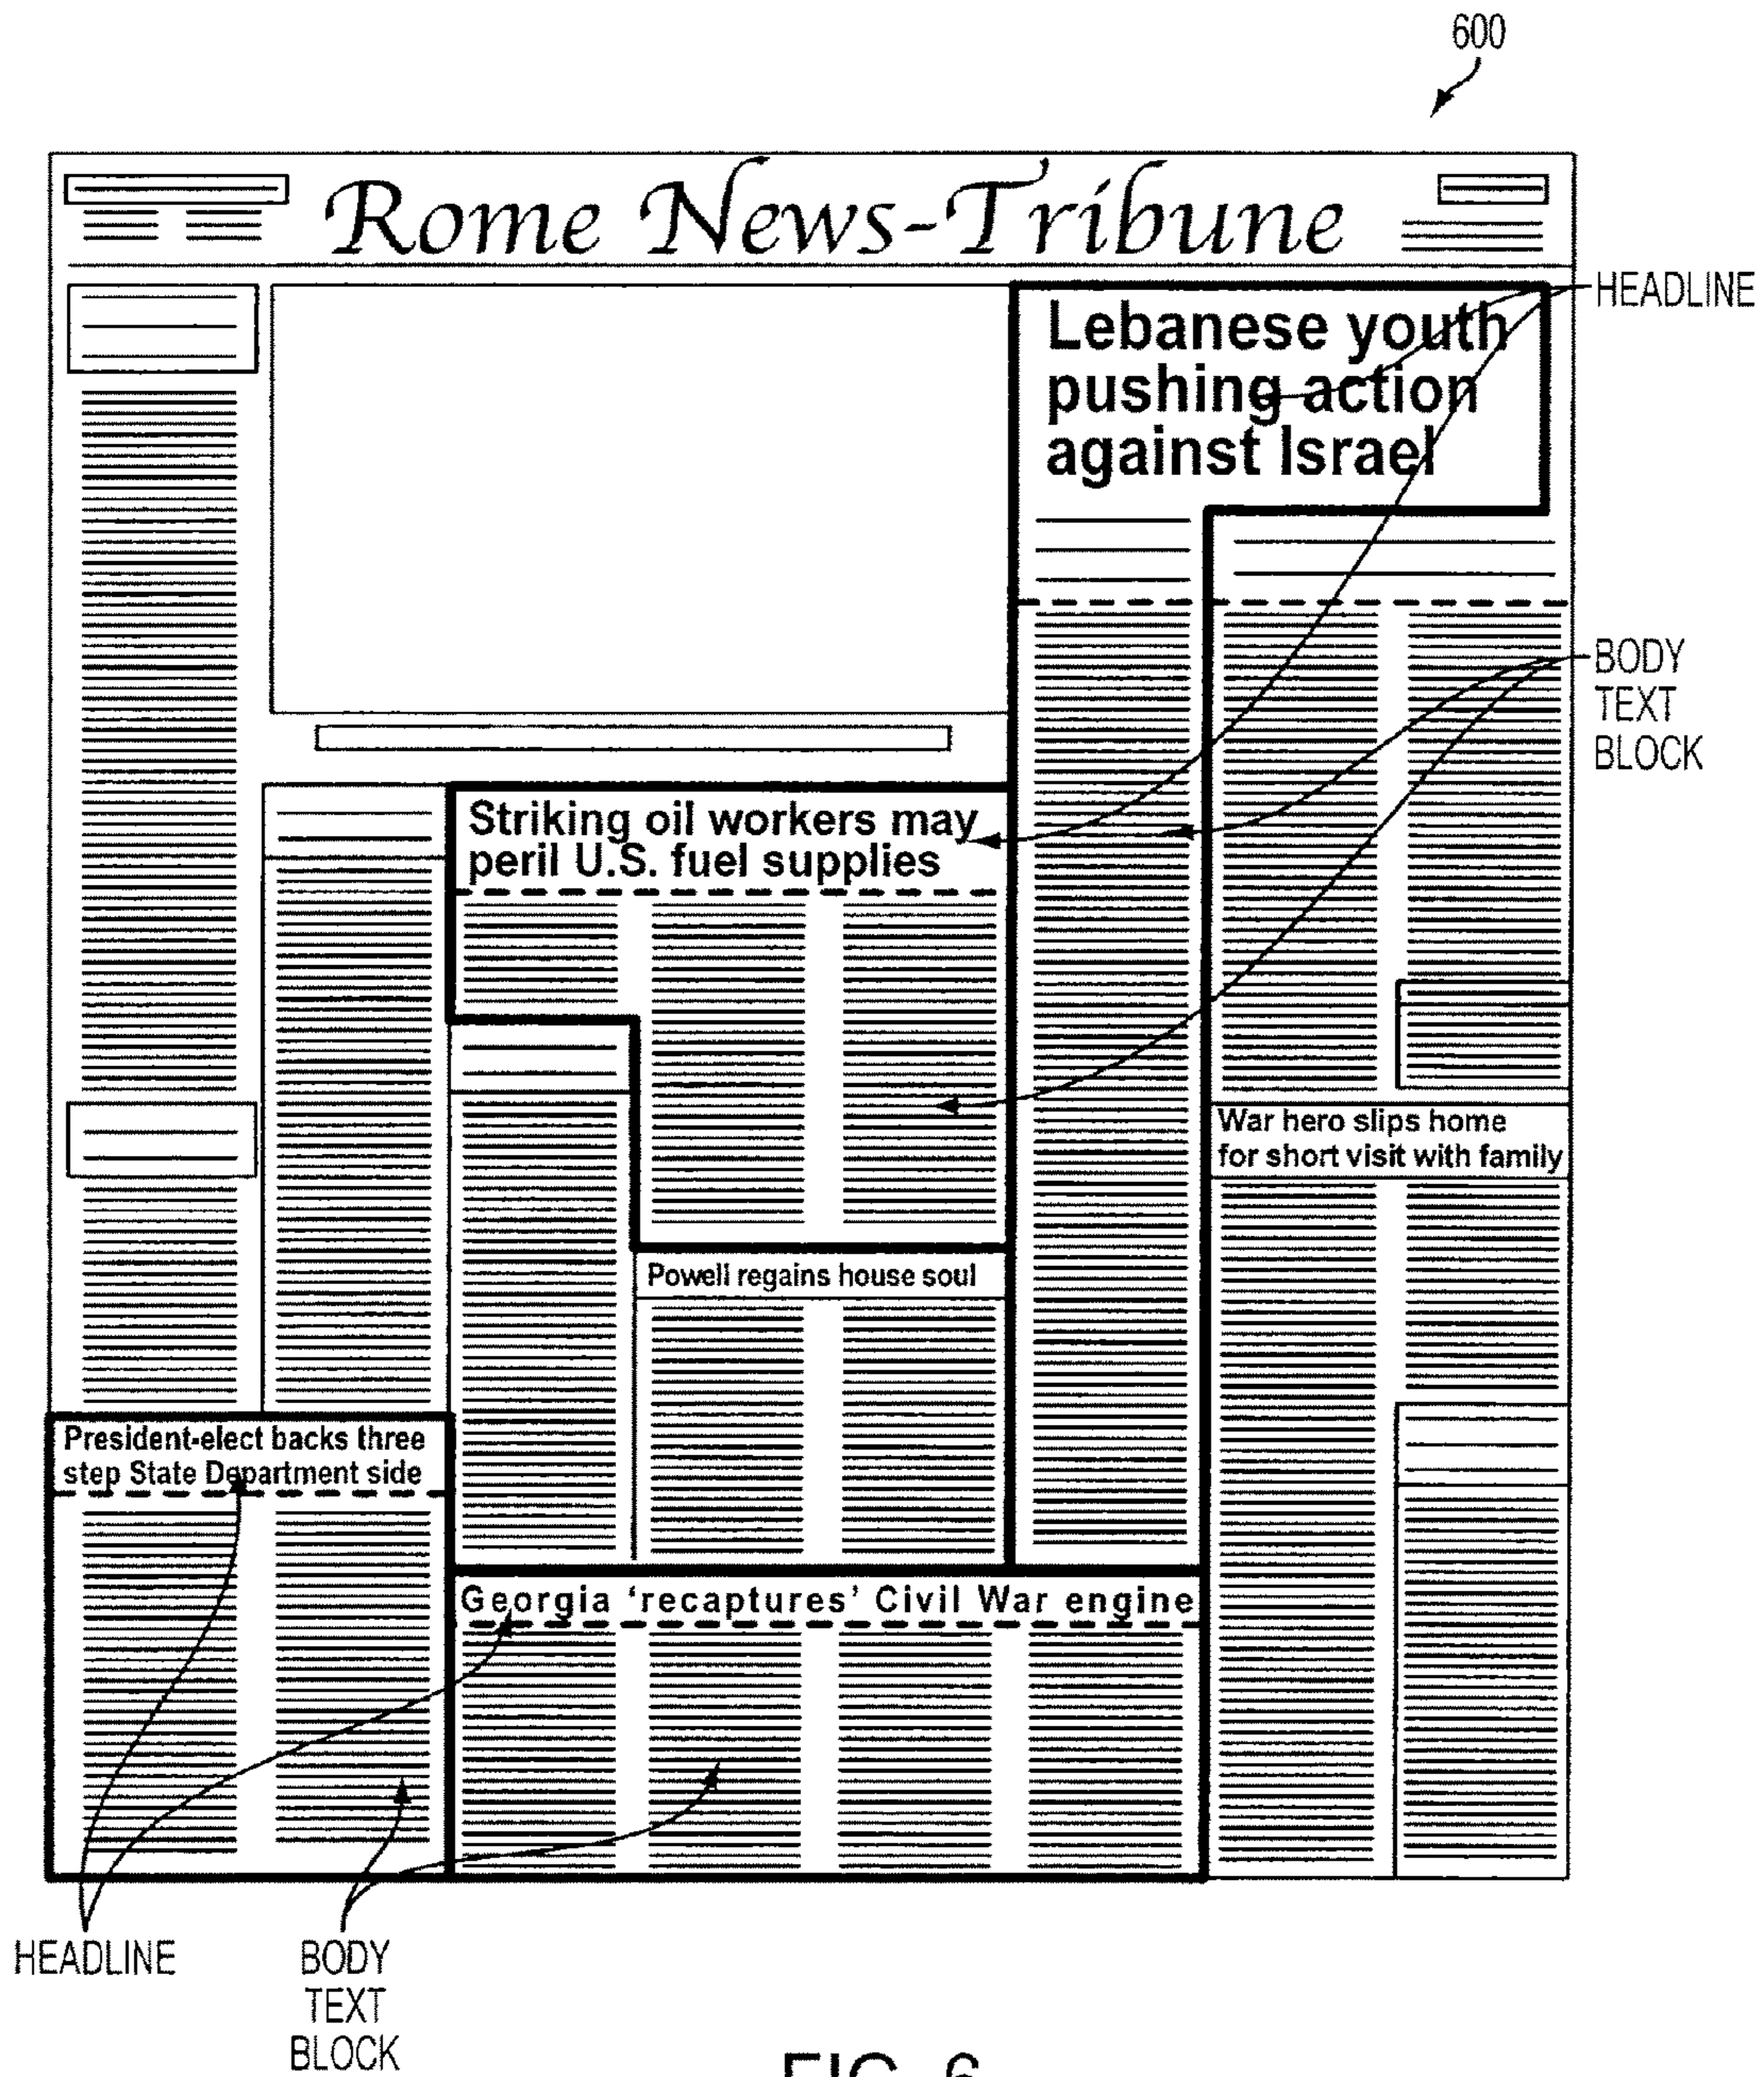 600
Rome News-Tribune
HEADLINE
Lebanese youth
pushing action
against Israel
BODY
TEXT
BLOCK
Striking oil workers may
peril U.S. fuel supplies
War hero slips home
for short visit with family
Powell regains house soul
President-elect backs three
step State Department side
Georgia ‘recaptures’ Civil War engine
HEADLINE
BODY
TEXT
BLOCK
FIG. 6